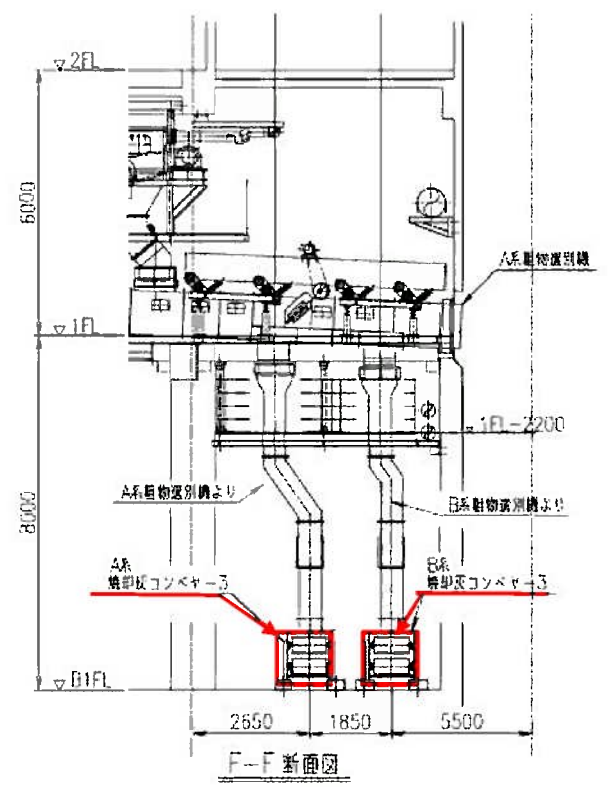 2FL
6000
A系粗物選別機
1FL
1FL-2200
8000
A系粗物選別機より
B系粗物選別機より
A系
焼却灰コンベヤー3
B系
焼却灰コンベヤー3
B1FL
2650
1850
5500
F-F 断面図